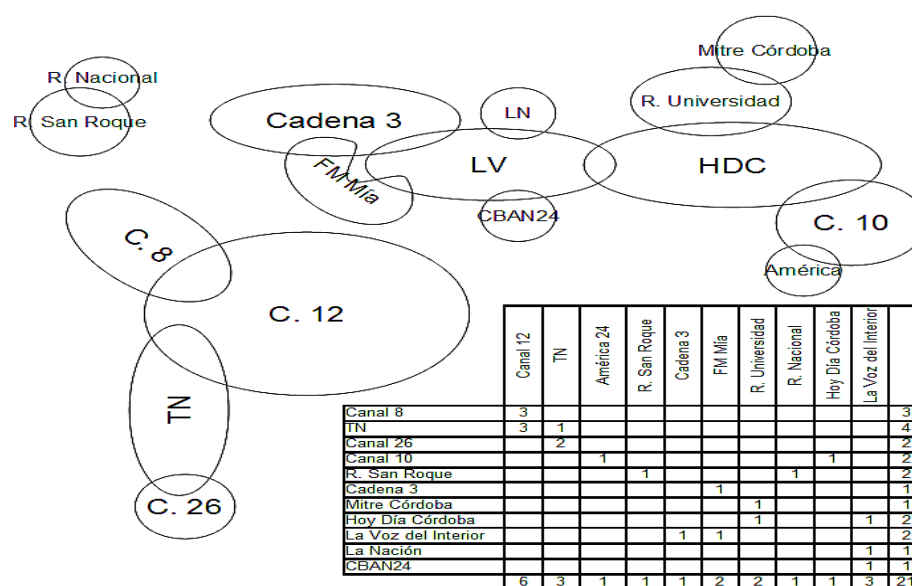 Mitre Córdoba
R. Nacional
R. Universidad
R. San Roque
Cadena 3
LN
LV
HDC
FM Mía
CBAN24
C. 10
C. 8
América
C. 12
TN
C. 26
Canal 12 TN América 24 R. San Roque Cadena 3 FM Mía R. Universidad R. Nacional Hoy Día Córdoba La Voz del Interior
Canal 8 3 3
TN 3 1 4
Canal 26 2 2
Canal 10 1 1 2
R. San Roque 1 1 2
Cadena 3 1 1
Mitre Córdoba 1 1
Hoy Día Córdoba 1 1 2
La Voz del Interior 1 1 2
La Nación 1 1
CBAN24 1 1
6 3 1 1 1 2 2 1 1 3 21